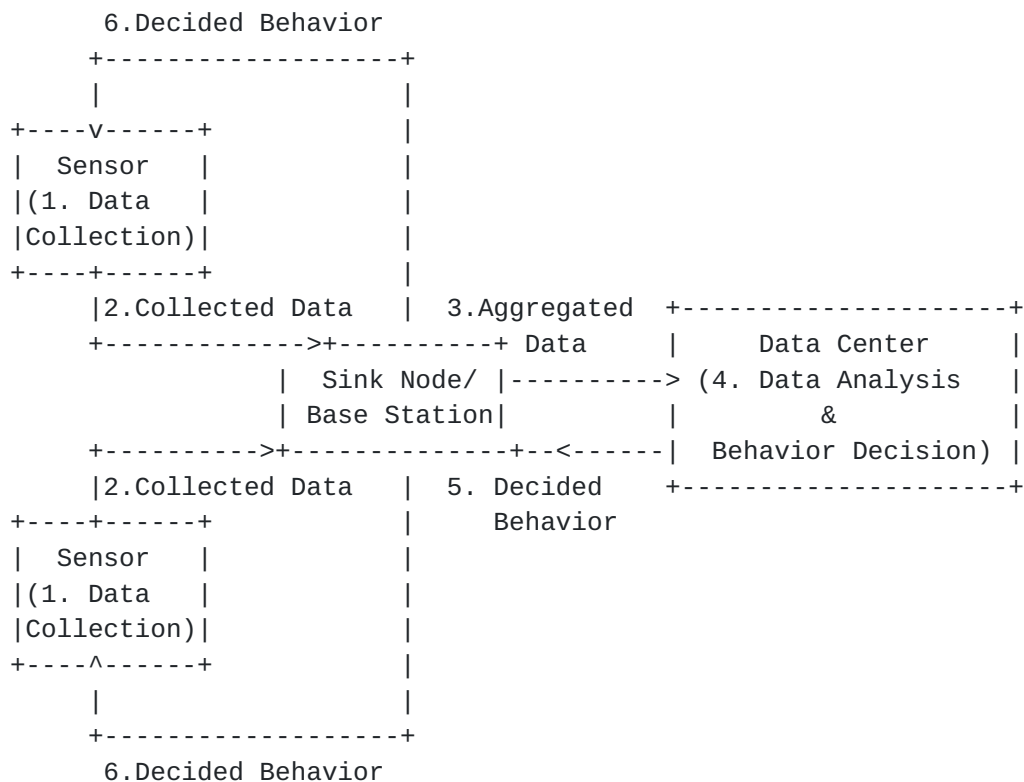 6.Decided Behavior
+-------------------+
|                   |
+----v------+            |
|  Sensor   |            |
|(1. Data   |            |
|Collection)|            |
+----+------+            |
|2.Collected Data   |  3.Aggregated  +---------------------+
+------------->+----------+ Data     |     Data Center     |
|  Sink Node/ |----------> (4. Data Analysis   |
| Base Station|          |         &           |
+---------->+--------------+--<------|  Behavior Decision) |
|2.Collected Data   |  5. Decided    +---------------------+
+----+------+            |     Behavior
|  Sensor   |            |
|(1. Data   |            |
|Collection)|            |
+----^------+            |
|                   |
+-------------------+
6.Decided Behavior